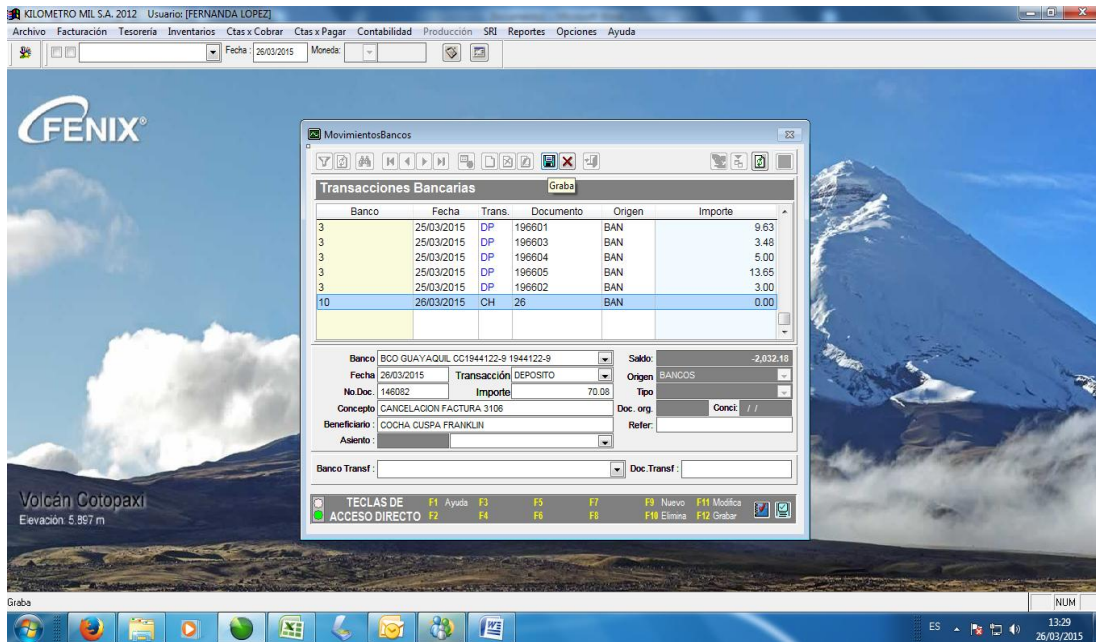 KILOMETRO MIL S.A. 2012 Usuario: [FERNANDA LOPEZ]
Archivo Facturación Tesorería Inventarios Ctas x Cobrar Ctas x Pagar Contabilidad Producción SRI Reportes Opciones Ayuda
Fecha : 26/03/2015 Moneda:
FENIX®
MovimientosBancos
Graba
Transacciones Bancarias
Banco Fecha Trans. Documento Origen Importe
3 25/03/2015 DP 196601 BAN 9.63
3 25/03/2015 DP 196603 BAN 3.48
3 25/03/2015 DP 196604 BAN 5.00
3 25/03/2015 DP 196605 BAN 13.65
3 25/03/2015 DP 196602 BAN 3.00
10 26/03/2015 CH 26 BAN 0.00
Banco BCO GUAYAQUIL CC1944122-9 1944122-9 Saldo: -2,032.18
Fecha 26/03/2015 Transacción DEPOSITO Origen BANCOS
No.Doc. 146082 Importe 70.08 Tipo
Concepto CANCELACION FACTURA 3106 Doc. org. Conci: / /
Beneficiario : COCHA CUSPA FRANKLIN Refer:
Asiento :
Banco Transf : Doc.Transf :
TECLAS DE ACCESO DIRECTO
F1 Ayuda F3 F5 F7 F9 Nuevo F11 Modifica
F2 F4 F6 F8 F10 Elimina F12 Grabar
Volcán Cotopaxi
Elevación: 5.897 m
Graba NUM
ES 13:29
26/03/2015